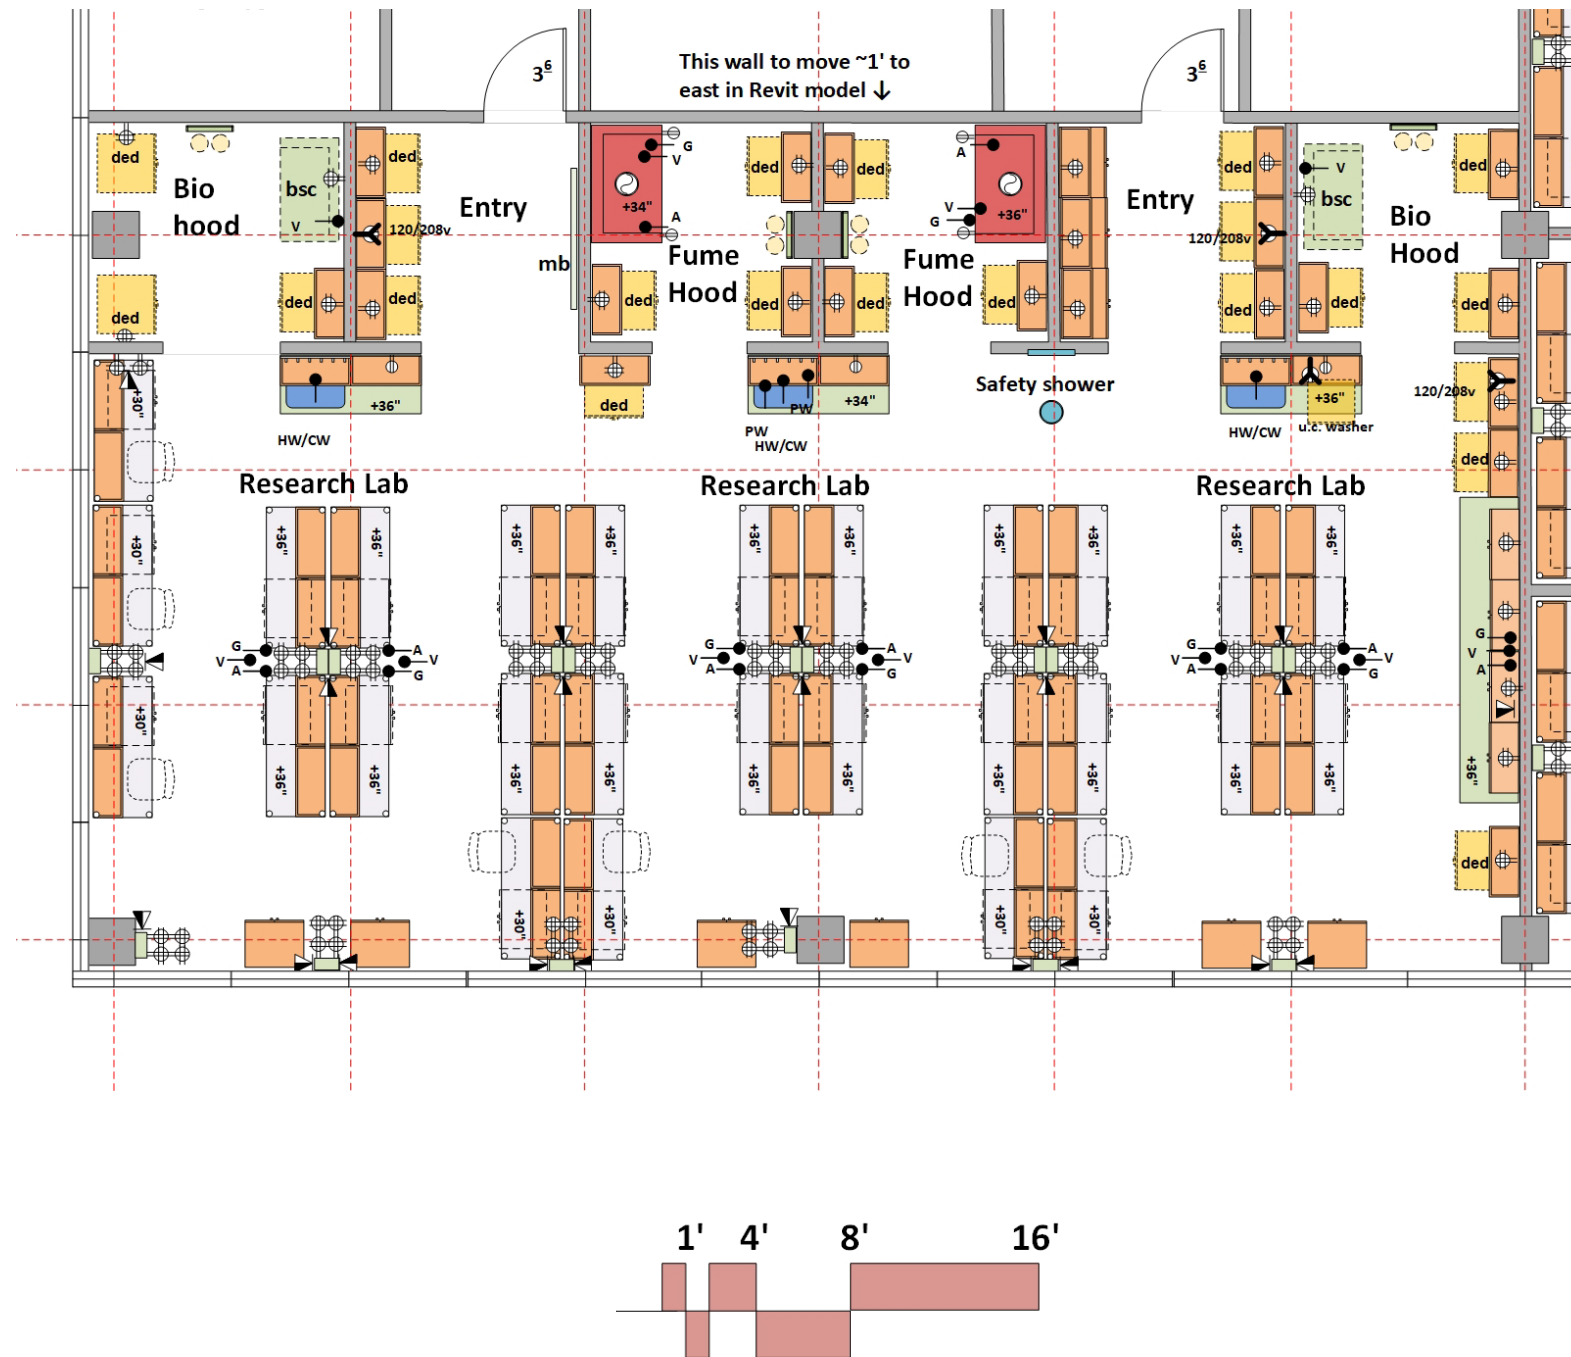 This wall to move ~1' to
east in Revit model ↓
3 6
3 6
ded
Bio
hood
bsc
V
ded
120/208v
Entry
mb
G
V
+34"
A
Fume
Hood
ded
ded
A
V
G
+36"
Fume
Hood
Entry
ded
120/208v
V
bsc
Bio
Hood
ded
ded
ded
ded
ded
ded
ded
ded
ded
ded
ded
ded
+30"
+36"
HW/CW
ded
PW
+34"
PW
HW/CW
Safety shower
+36"
HW/CW
u.c. washer
120/208v
ded
Research Lab
Research Lab
Research Lab
+30"
+36"
+36"
+36"
+36"
+36"
+36"
+36"
+36"
+36"
+36"
G
V
A
A
V
G
G
V
A
A
V
G
G
V
A
A
V
G
G
V
A
+30"
+36"
+36"
+36"
+36"
+36"
+36"
+36"
+36"
+36"
+36"
+36"
ded
+30"
+30"
+30"
+30"
1'
4'
8'
16'